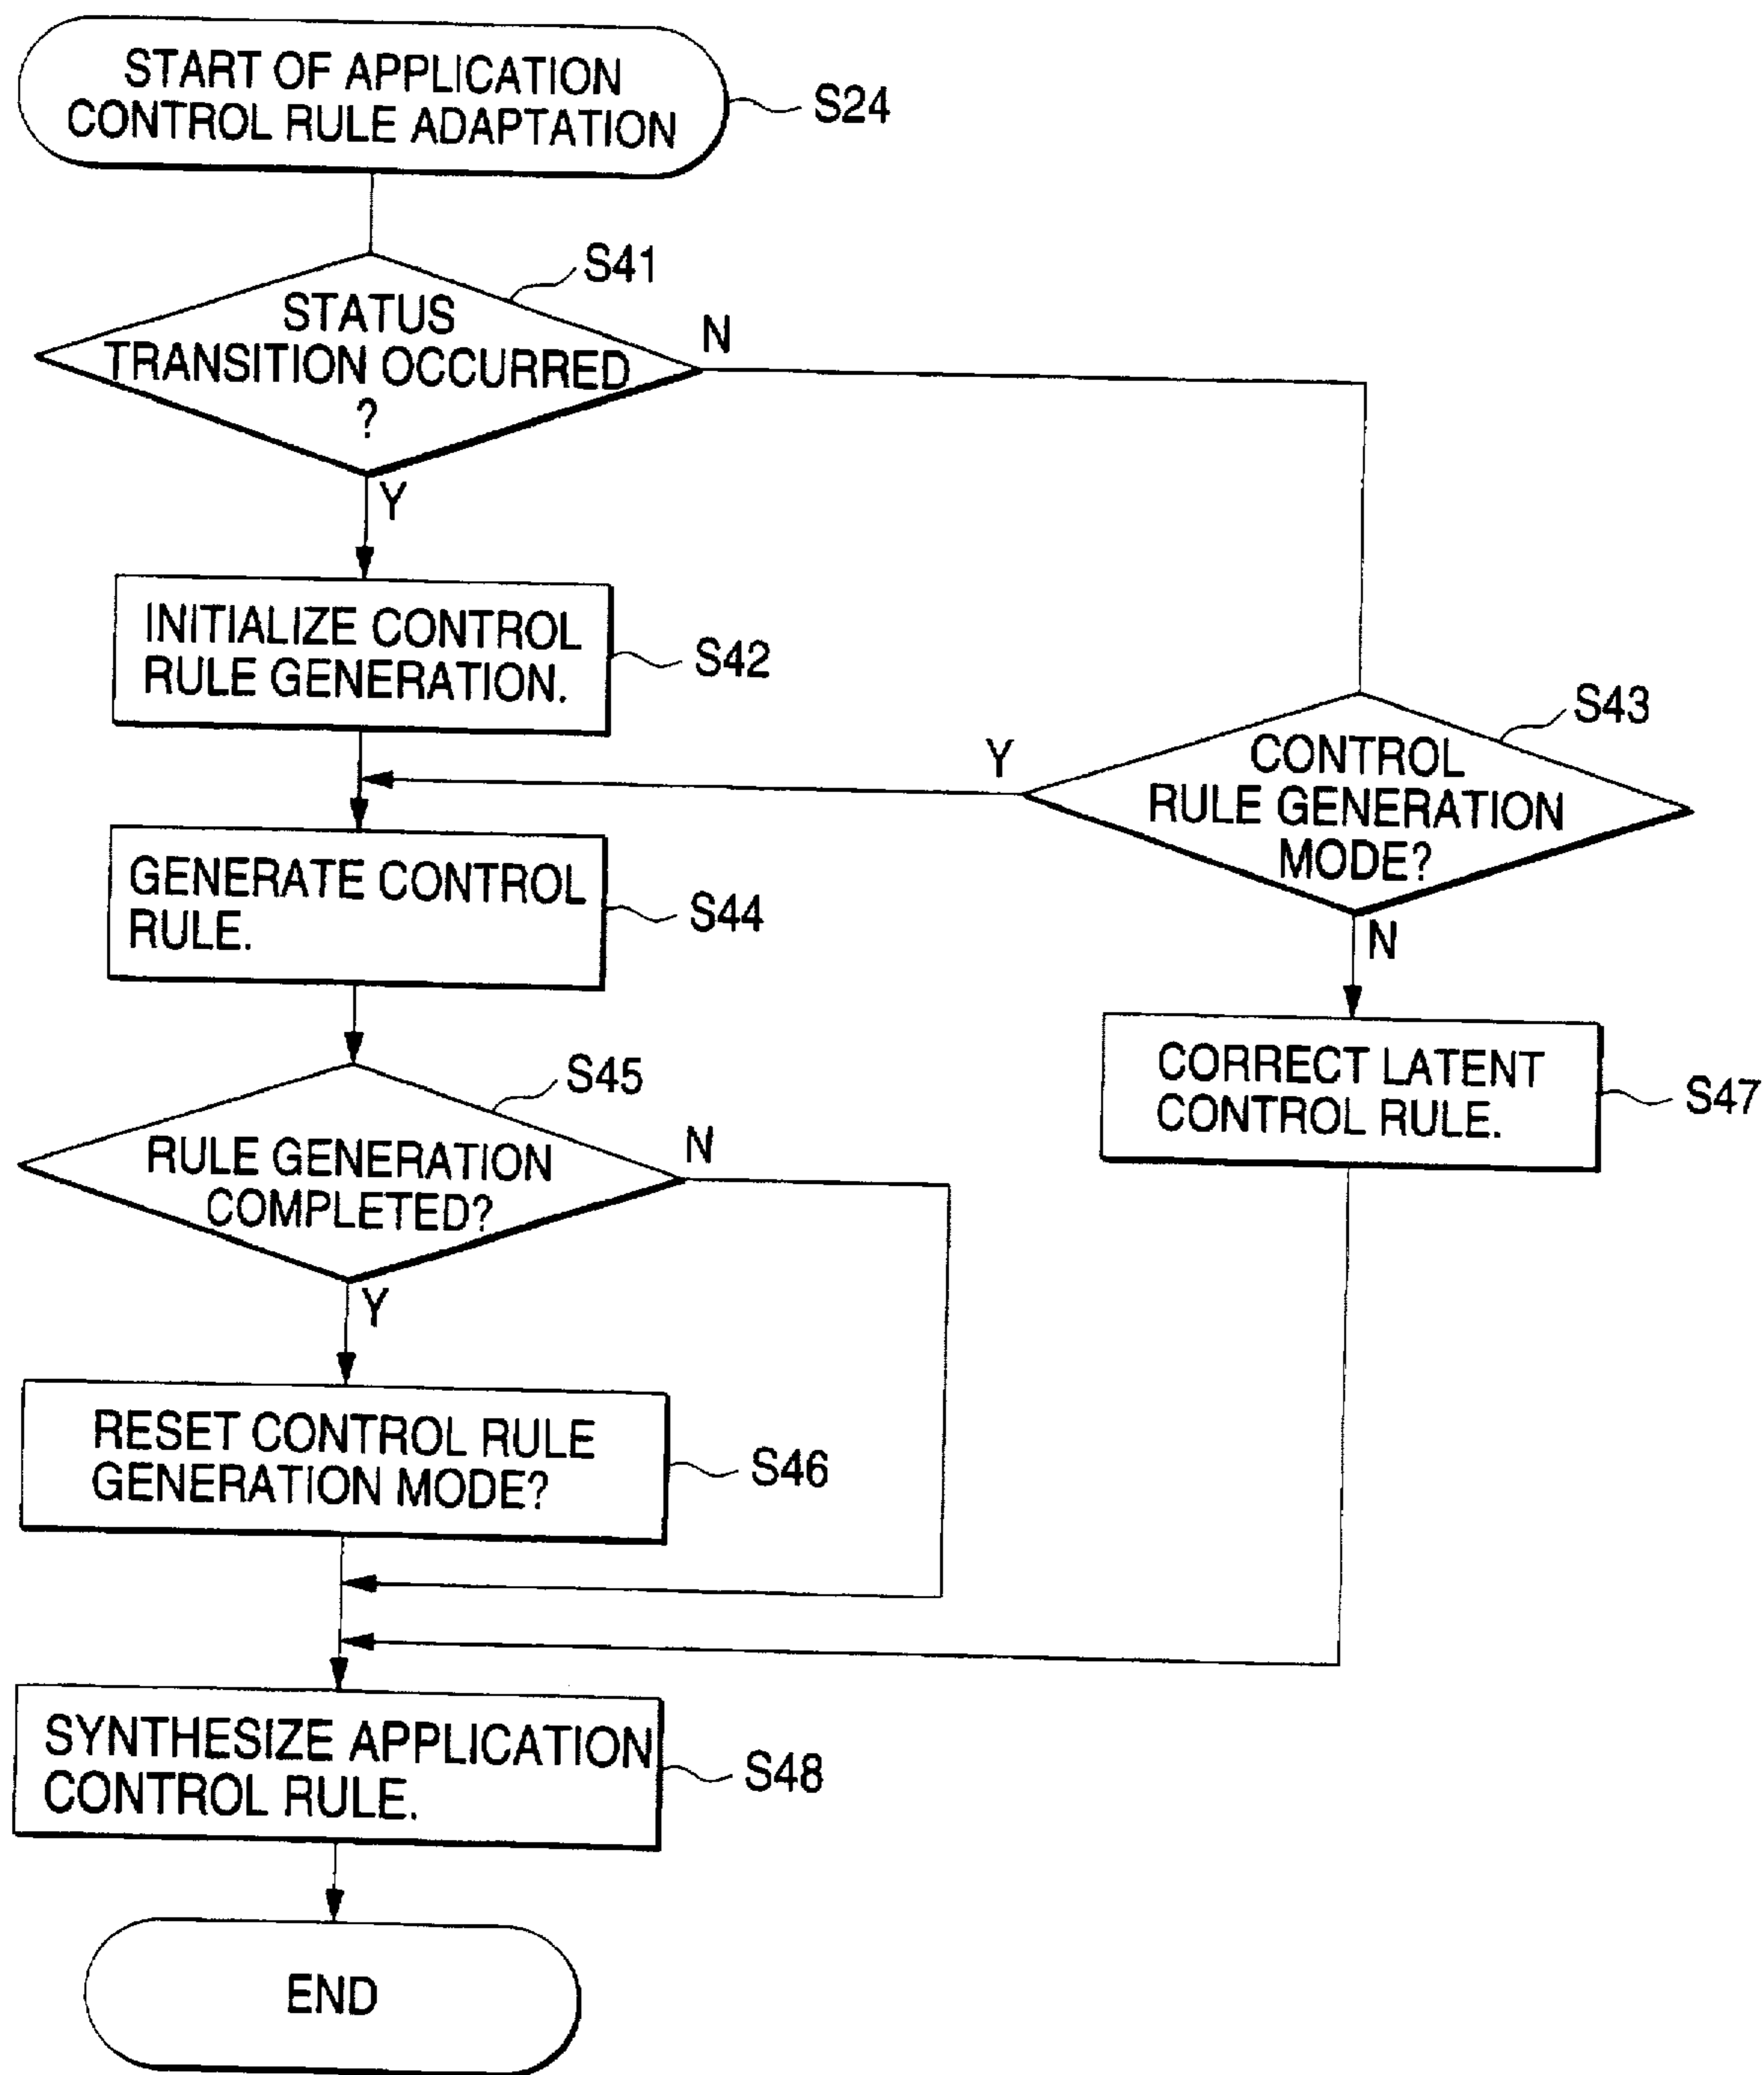 START OF APPLICATION
CONTROL RULE ADAPTATION
S24
S41
STATUS
TRANSITION OCCURRED
?
N
Y
INITIALIZE CONTROL
RULE GENERATION.
S42
S43
CONTROL
RULE GENERATION
MODE?
Y
N
GENERATE CONTROL
RULE.
S44
CORRECT LATENT
CONTROL RULE.
S47
S45
RULE GENERATION
COMPLETED?
N
Y
RESET CONTROL RULE
GENERATION MODE?
S46
SYNTHESIZE APPLICATION
CONTROL RULE.
S48
END